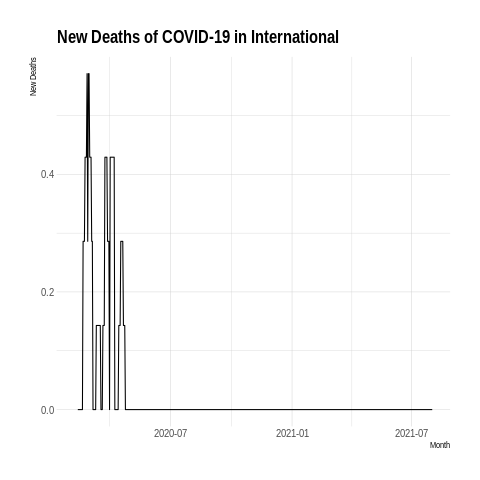 New Deaths of COVID-19 in International
New Deaths
0.4
0.2
0.0
2020-07 2021-01 2021-07
Month